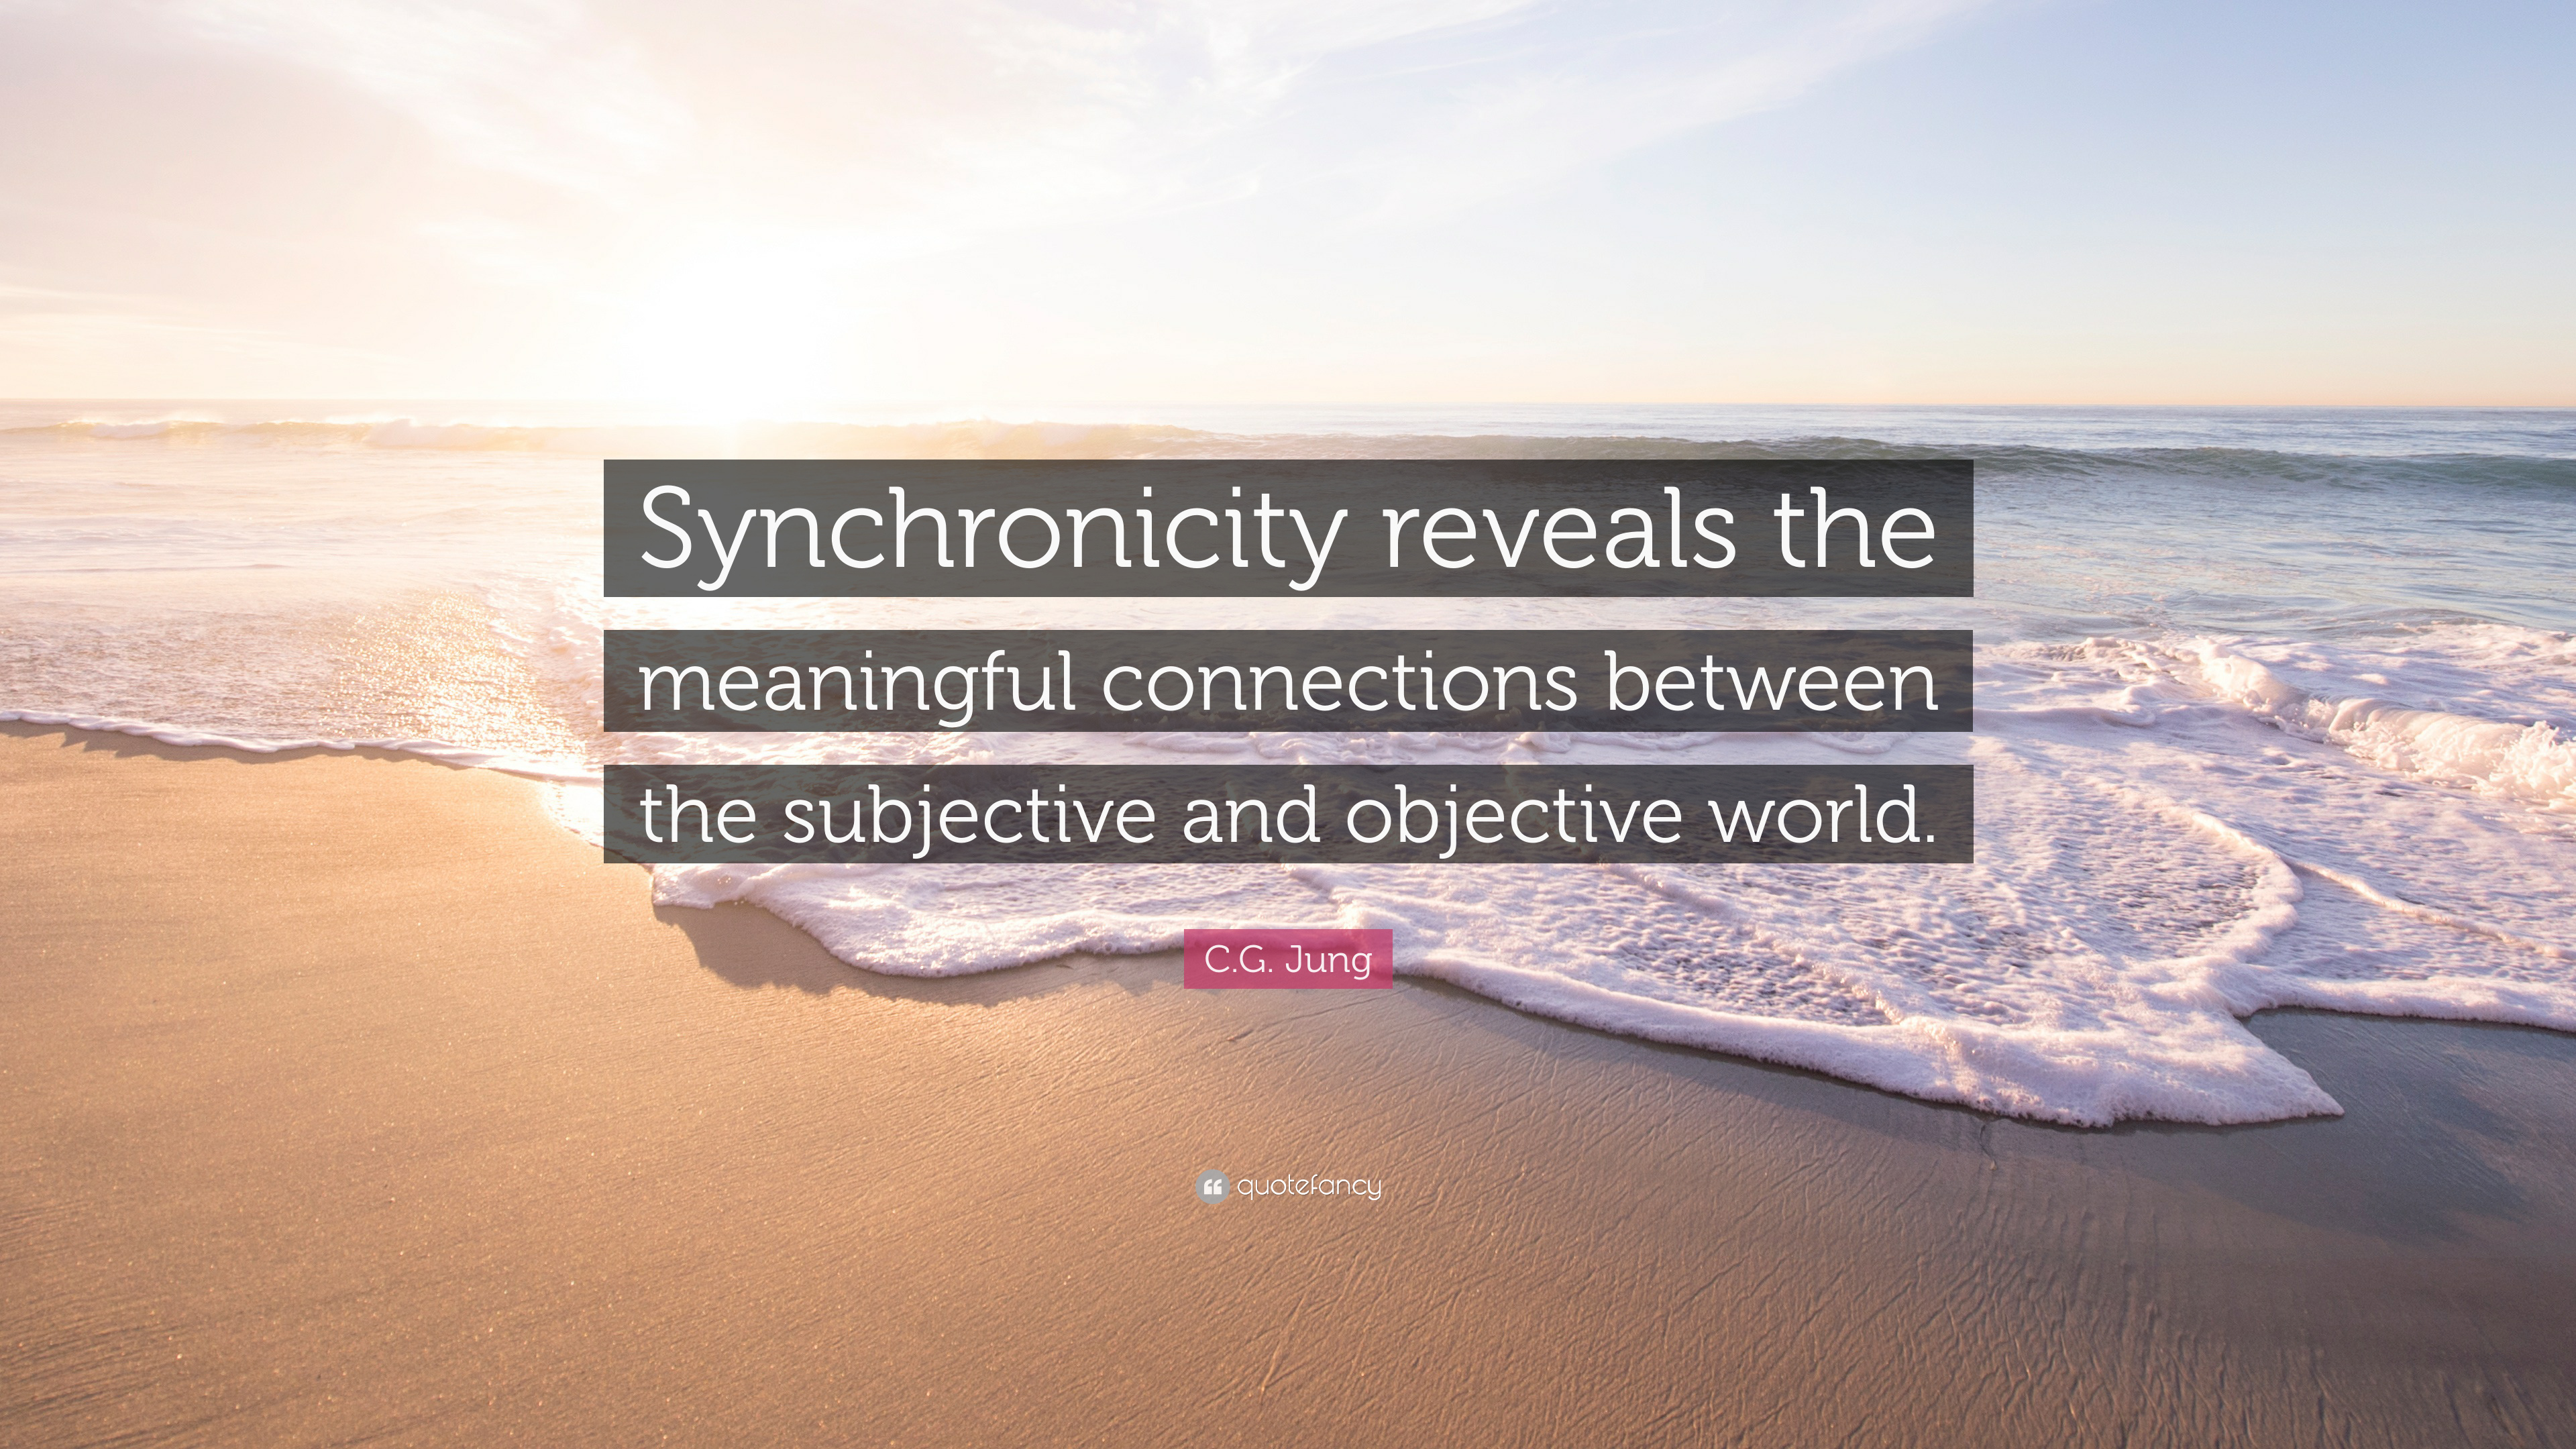 Synchronicity reveals the
meaningful connections between
the subjective and objective world.
C.G. Jung
quotefancy